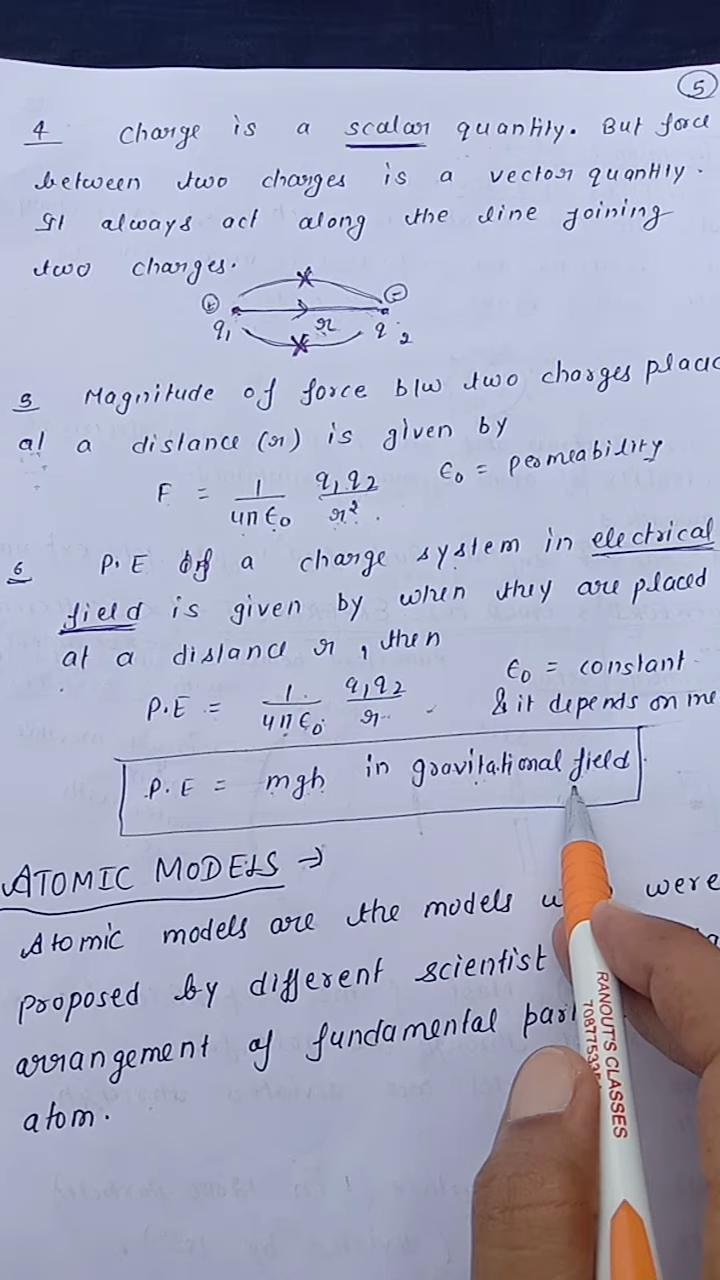 5
4 Charge is a scalar quantity. But force
between two charges is a vector quantity.
It always act along the line joining
two charges.
+ -
q1 r q2
3 Magnitude of force b/w two charges place
at a distance (r) is given by
F = 1/4πϵ0 q1q2/r². ϵ0 = permeability
6 P.E of a charge system in electrical
field is given by when they are placed
at a distance r, then
P.E = 1/4πϵ0 q1q2/r. ϵ0 = constant
& it depends on me
P.E = mgh in gravitational field.
ATOMIC MODELS →
Atomic models are the models were
proposed by different scientist
arrangement of fundamental
atom.
RANOUT'S CLASSES